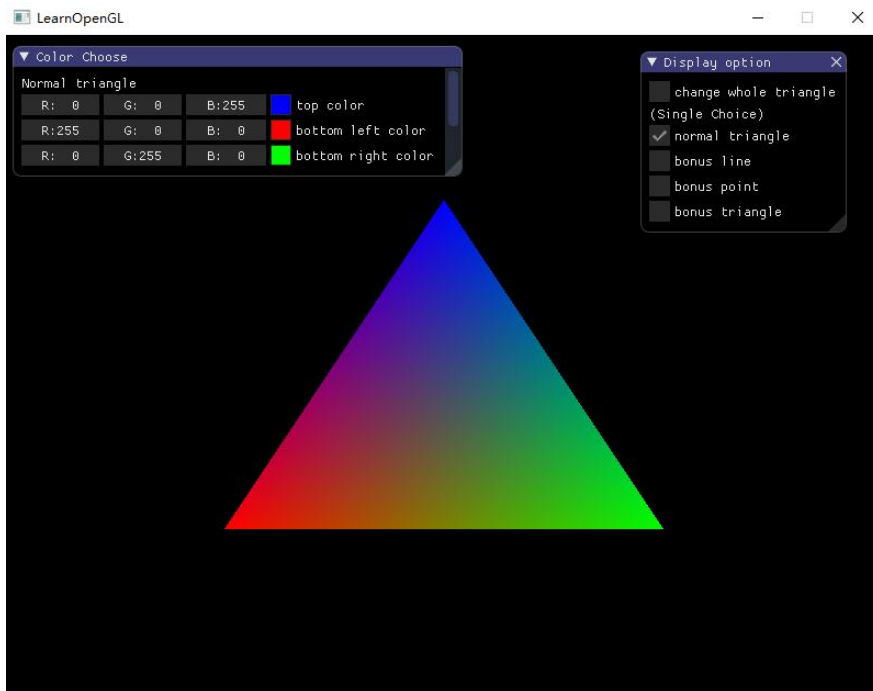 LearnOpenGL
Color Choose
Normal triangle
R: 0 G: 0 B:255 top color
R:255 G: 0 B: 0 bottom left color
R: 0 G:255 B: 0 bottom right color
Display option
change whole triangle
(Single Choice)
normal triangle
bonus line
bonus point
bonus triangle